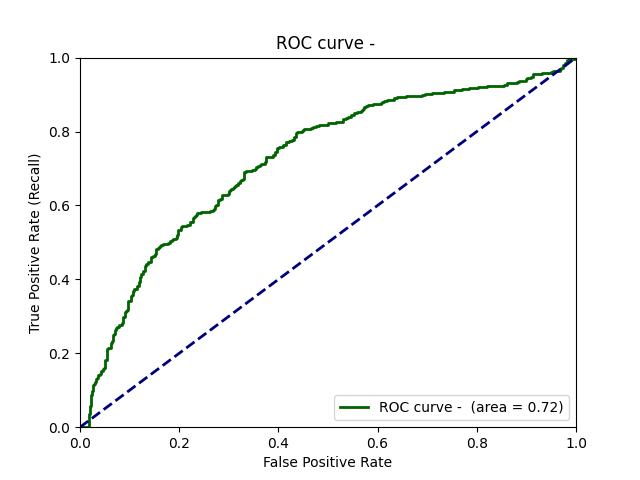 ROC curve -
True Positive Rate (Recall)
1.0
0.8
0.6
0.4
0.2
0.0
ROC curve -  (area = 0.72)
0.0 0.2 0.4 0.6 0.8 1.0
False Positive Rate